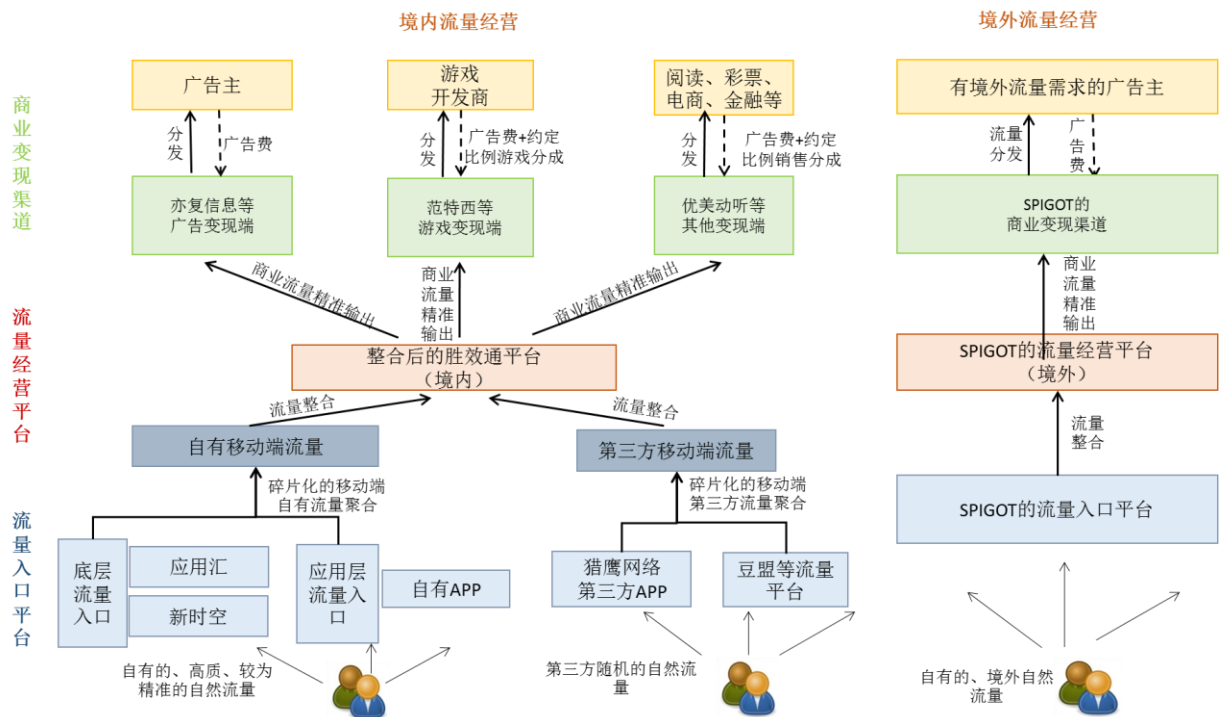 境内流量经营
境外流量经营
商业变现渠道
广告主
游戏
开发商
阅读、彩票、
电商、金融等
有境外流量需求的广告主
分发
广告费
分发
广告费+约定
比例游戏分成
分发
广告费+约定
比例销售分成
流量
分发
广告费
亦复信息等
广告变现端
范特西等
游戏变现端
优美动听等
其他变现端
SPIGOT的
商业变现渠道
商业流量精准输出
商业
流量
精准
输出
商业流量精准输出
商业
流量
精准
输出
流量经营平台
整合后的胜效通平台
（境内）
SPIGOT的流量经营平台
（境外）
流量整合
流量整合
流量
整合
自有移动端流量
第三方移动端流量
碎片化的移动端
自有流量聚合
碎片化的移动端
第三方流量聚合
SPIGOT的流量入口平台
流量入口平台
底层
流量
入口
应用汇
新时空
应用层
流量入
口
自有APP
猎鹰网络
第三方APP
豆盟等流量
平台
自有的、高质、较为
精准的自然流量
第三方随机的自然流
量
自有的、境外自然
流量